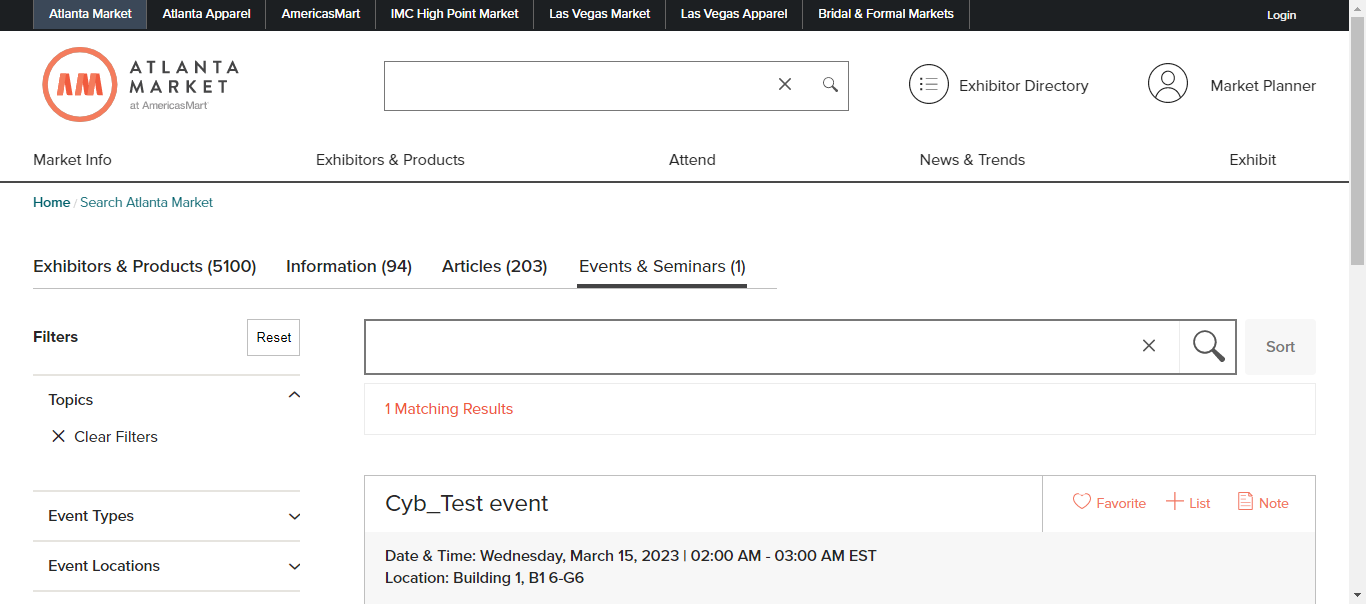 Atlanta Market Atlanta Apparel AmericasMart IMC High Point Market Las Vegas Market Las Vegas Apparel Bridal & Formal Markets Login
AM ATLANTA
MARKET
at AmericasMart
Exhibitor Directory Market Planner
Market Info Exhibitors & Products Attend News & Trends Exhibit
Home / Search Atlanta Market
Exhibitors & Products (5100) Information (94) Articles (203) Events & Seminars (1)
Filters Reset
Sort
Topics
1 Matching Results
Clear Filters
Cyb_Test event Favorite List Note
Event Types
Date & Time: Wednesday, March 15, 2023 | 02:00 AM - 03:00 AM EST
Event Locations
Location: Building 1, B1 6-G6